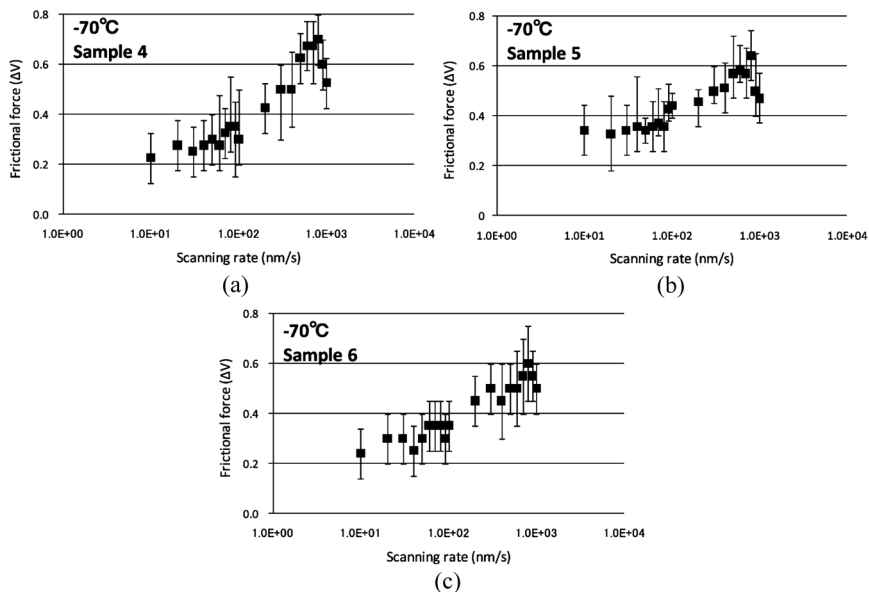 -70°C
Sample 4
Frictional force (ΔV)
0.8
0.6
0.4
0.2
0.0
1.0E+00 1.0E+01 1.0E+02 1.0E+03 1.0E+04
Scanning rate (nm/s)
(a)
-70°C
Sample 5
Frictional force (ΔV)
0.8
0.6
0.4
0.2
0
1.0E+00 1.0E+01 1.0E+02 1.0E+03 1.0E+04
Scanning rate (nm/s)
(b)
-70°C
Sample 6
Frictional force (ΔV)
0.8
0.6
0.4
0.2
0.0
1.0E+00 1.0E+01 1.0E+02 1.0E+03 1.0E+04
Scanning rate (nm/s)
(c)